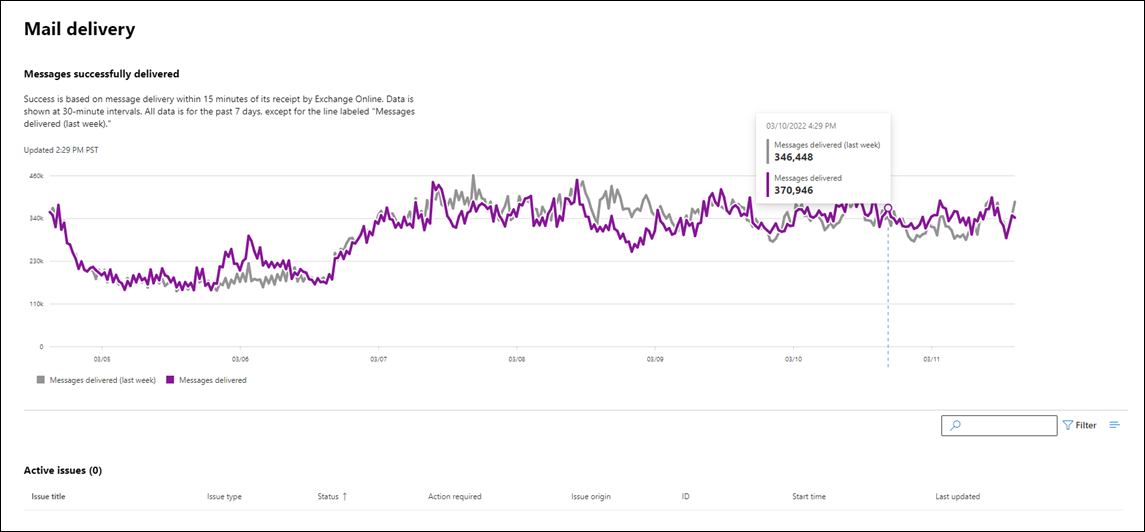 Mail delivery
Messages successfully delivered
Success is based on message delivery within 15 minutes of its receipt by Exchange Online. Data is
shown at 30-minute intervals. All data is for the past 7 days, except for the line labeled "Messages
delivered (last week)."
Updated 2:29 PM PST
03/10/2022 4:29 PM
Messages delivered (last week)
346,448
Messages delivered
370,946
460k
340k
230k
110k
0
03/05 03/06 03/07 03/08 03/09 03/10 03/11
Messages delivered (last week) Messages delivered
Filter
Active issues (0)
Issue title Issue type Status ↑ Action required Issue origin ID Start time Last updated